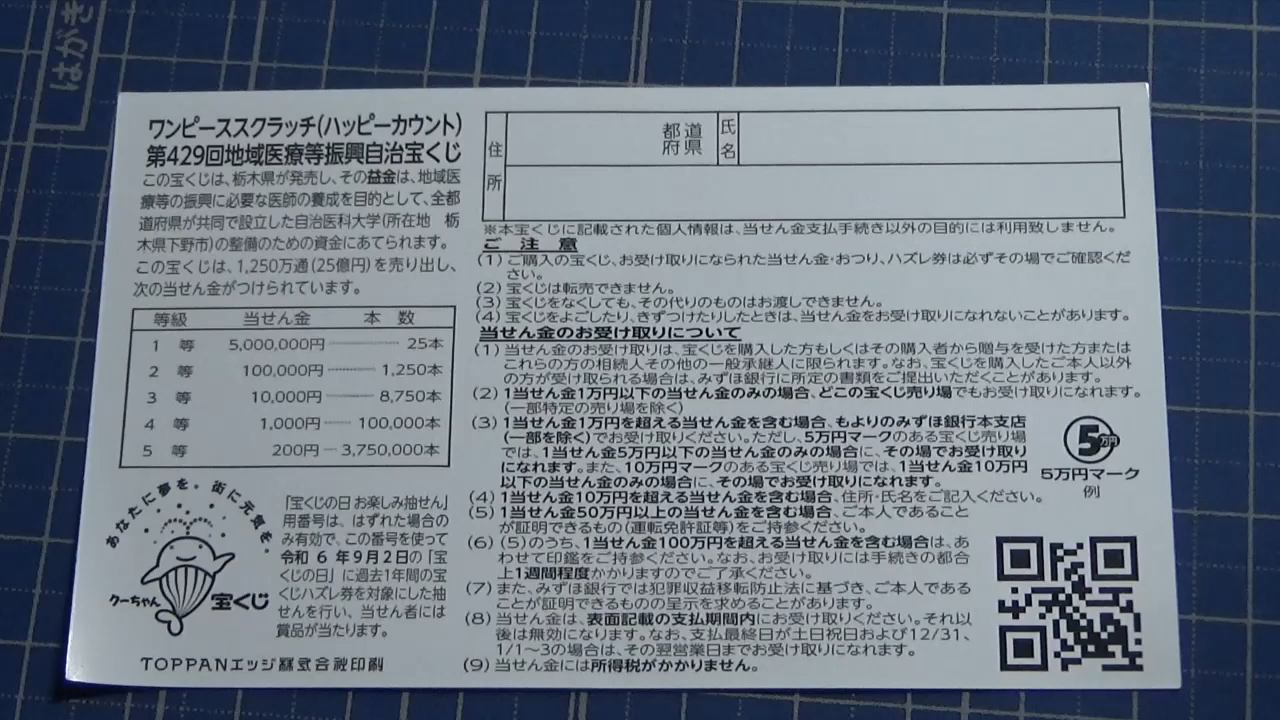 はがき
ワンピーススクラッチ(ハッピーカウント)
第429回地域医療等振興自治宝くじ
この宝くじは、栃木県が発売し、その益金は、地域医
療等の振興に必要な医師の養成を目的として、全都
道府県が共同で設立した自治医科大学(所在地　栃
木県下野市)の整備のための資金にあてられます。
この宝くじは、1,250万通(25億円)を売り出し、
次の当せん金がつけられています。
等級　当せん金　本　数
1　等　5,000,000円 ―――― 25本
2　等　100,000円 ―――― 1,250本
3　等　10,000円 ―――― 8,750本
4　等　1,000円 ―――― 100,000本
5　等　200円 ― 3,750,000本
あなたに夢を。街に元気を。
クーちゃん　宝くじ
「宝くじの日 お楽しみ抽せん」
用番号は、はずれた場合の
み有効で、この番号を使って
令和 6 年9月2日の「宝
くじの日」に過去1年間の宝
くじハズレ券を対象にした抽
せんを行い、当せん者には
賞品が当たります。
TOPPANエッジ株式会社印刷
住所　都道府県　氏名
※本宝くじに記載された個人情報は、当せん金支払手続き以外の目的には利用致しません。
ご　注　意
(1) ご購入の宝くじ、お受け取りになられた当せん金・おつり、ハズレ券は必ずその場でご確認くだ
さい。
(2) 宝くじは転売できません。
(3) 宝くじをなくしても、その代りのものはお渡しできません。
(4) 宝くじをよごしたり、きずつけたりしたときは、当せん金をお受け取りになれないことがあります。
当せん金のお受け取りについて
(1) 当せん金のお受け取りは、宝くじを購入した方もしくはその購入者から贈与を受けた方または
これらの方の相続人その他の一般承継人に限られます。なお、宝くじを購入したご本人以外
の方が受け取られる場合は、みずほ銀行に所定の書類をご提出いただくことがあります。
(2) 1当せん金1万円以下の当せん金のみの場合、どこの宝くじ売り場でもお受け取りになれます。
(一部特定の売り場を除く)
(3) 1当せん金1万円を超える当せん金を含む場合、もよりのみずほ銀行本支店
(一部を除く)でお受け取りください。ただし、5万円マークのある宝くじ売り場
では、1当せん金5万円以下の当せん金のみの場合に、その場でお受け取り
になれます。また、10万円マークのある宝くじ売り場では、1当せん金10万円
以下の当せん金のみの場合に、その場でお受け取りになれます。
5万円
5万円マーク
例
(4) 1当せん金10万円を超える当せん金を含む場合、住所・氏名をご記入ください。
(5) 1当せん金50万円以上の当せん金を含む場合、ご本人であること
が証明できるもの(運転免許証等)をご持参ください。
(6) (5)のうち、1当せん金100万円を超える当せん金を含む場合は、あ
わせて印鑑をご持参ください。なお、お受け取りには手続きの都合
上1週間程度かかりますのでご了承ください。
(7) また、みずほ銀行では犯罪収益移転防止法に基づき、ご本人である
ことが証明できるものの呈示を求めることがあります。
(8) 当せん金は、表面記載の支払期間内にお受け取りください。それ以
後は無効になります。なお、支払最終日が土日祝日および12/31、
1/1～3の場合は、その翌営業日までお受け取りになれます。
(9) 当せん金には所得税がかかりません。